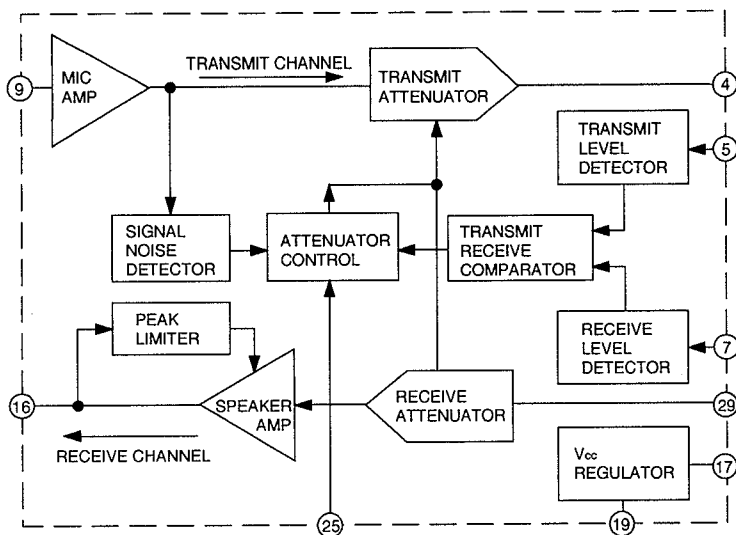 MIC
AMP
TRANSMIT CHANNEL
TRANSMIT
ATTENUATOR
9
4
TRANSMIT
LEVEL
DETECTOR
5
SIGNAL
NOISE
DETECTOR
ATTENUATOR
CONTROL
TRANSMIT
RECEIVE
COMPARATOR
PEAK
LIMITER
RECEIVE
LEVEL
DETECTOR
7
16
SPEAKER
AMP
RECEIVE
ATTENUATOR
29
RECEIVE CHANNEL
Vcc
REGULATOR
17
25
19